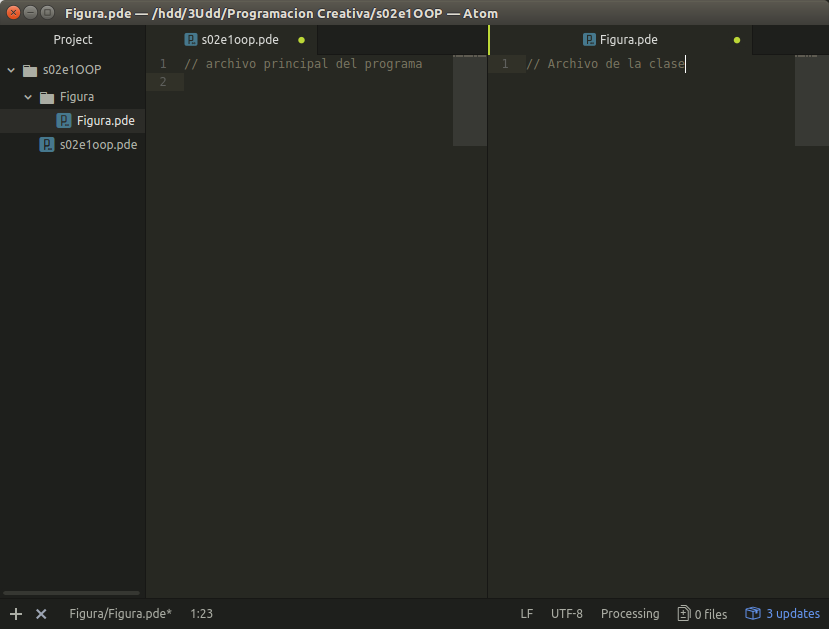 Figura.pde — /hdd/3Udd/Programacion Creativa/s02e1OOP — Atom
Project
s02e1OOP
Figura
Figura.pde
s02e1oop.pde
s02e1oop.pde
1 // archivo principal del programa
2
Figura.pde
1 // Archivo de la clase
Figura/Figura.pde* 1:23 LF UTF-8 Processing 0 files 3 updates